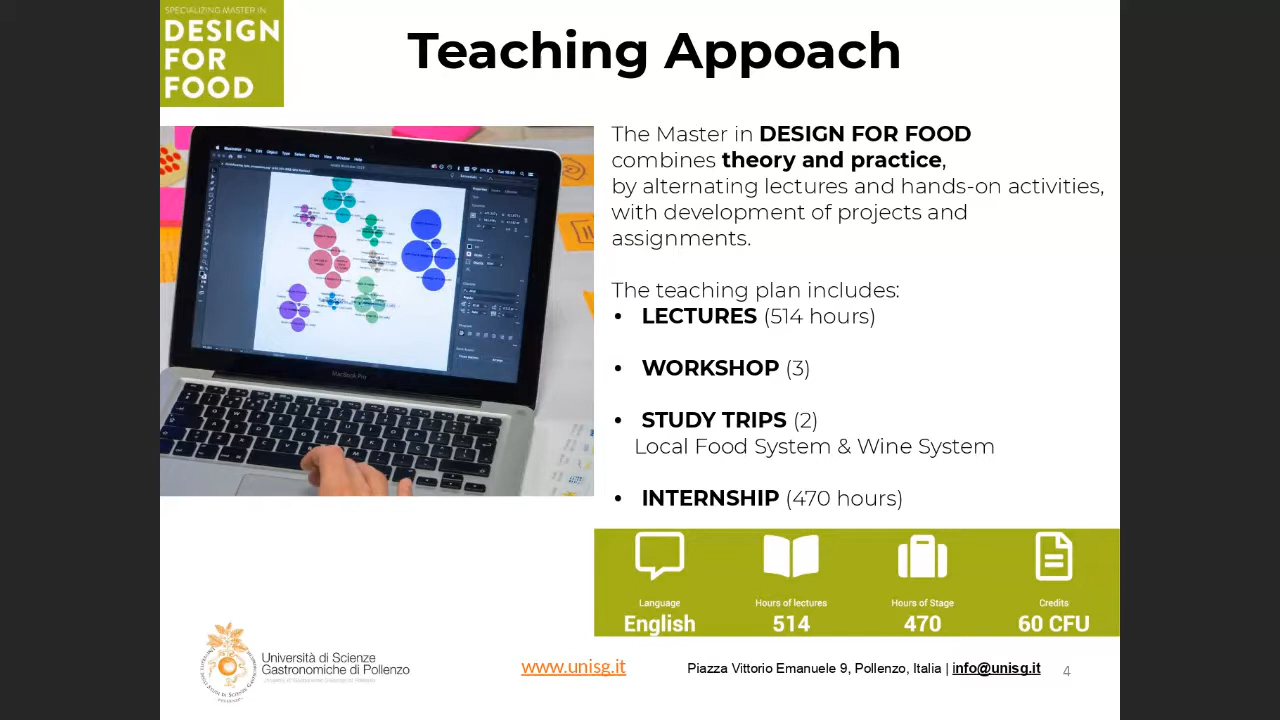 SPECIALIZING MASTER IN
DESIGN
FOR
FOOD
Teaching Appoach
The Master in DESIGN FOR FOOD
combines theory and practice,
by alternating lectures and hands-on activities,
with development of projects and
assignments.
The teaching plan includes:
• LECTURES (514 hours)
• WORKSHOP (3)
• STUDY TRIPS (2)
Local Food System & Wine System
• INTERNSHIP (470 hours)
MacBook Pro
Language
English
Hours of lectures
514
Hours of Stage
470
Credits
60 CFU
Università di Scienze
Gastronomiche di Pollenzo
www.unisg.it
Piazza Vittorio Emanuele 9, Pollenzo, Italia | info@unisg.it
4